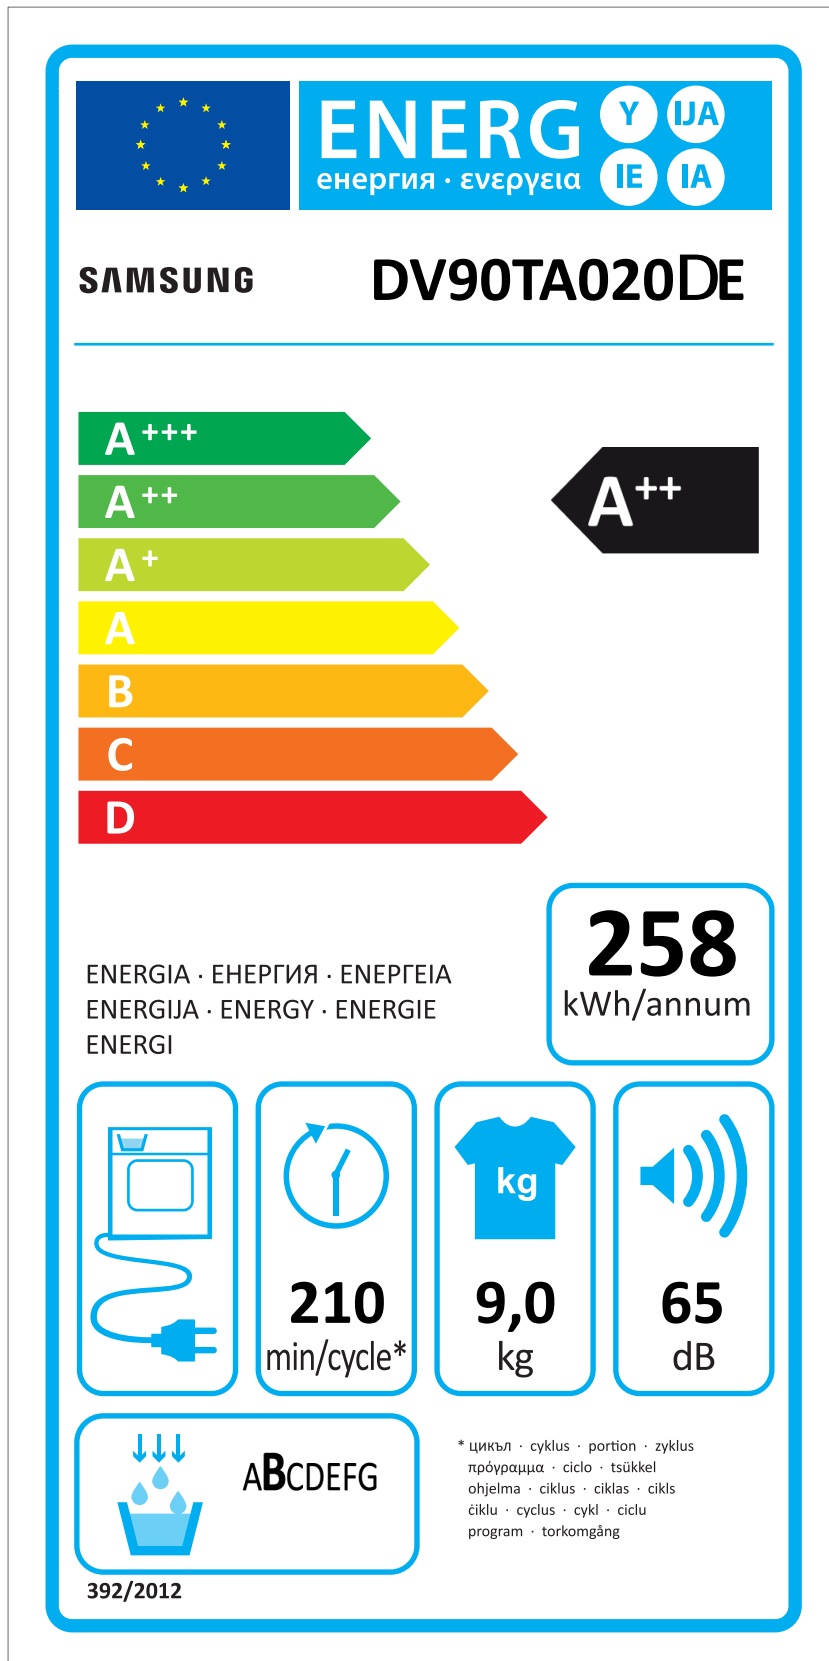 ENERG Y IJA
енергия · ενεργεια IE IA
SAMSUNG DV90TA020DE
A+++
A++
A++
A+
A
B
C
D
258
kWh/annum
ENERGIA · ЕНЕРГИЯ · ΕΝΕΡΓΕΙΑ
ENERGIJA · ENERGY · ENERGIE
ENERGI
kg
210 9,0 65
min/cycle* kg dB
ABCDEFG
* цикъл · cyklus · portion · zyklus
πρόγραμμα · ciclo · tsükkel
ohjelma · ciklus · ciklas · cikls
ċiklu · cyclus · cykl · ciclu
program · torkomgång
392/2012